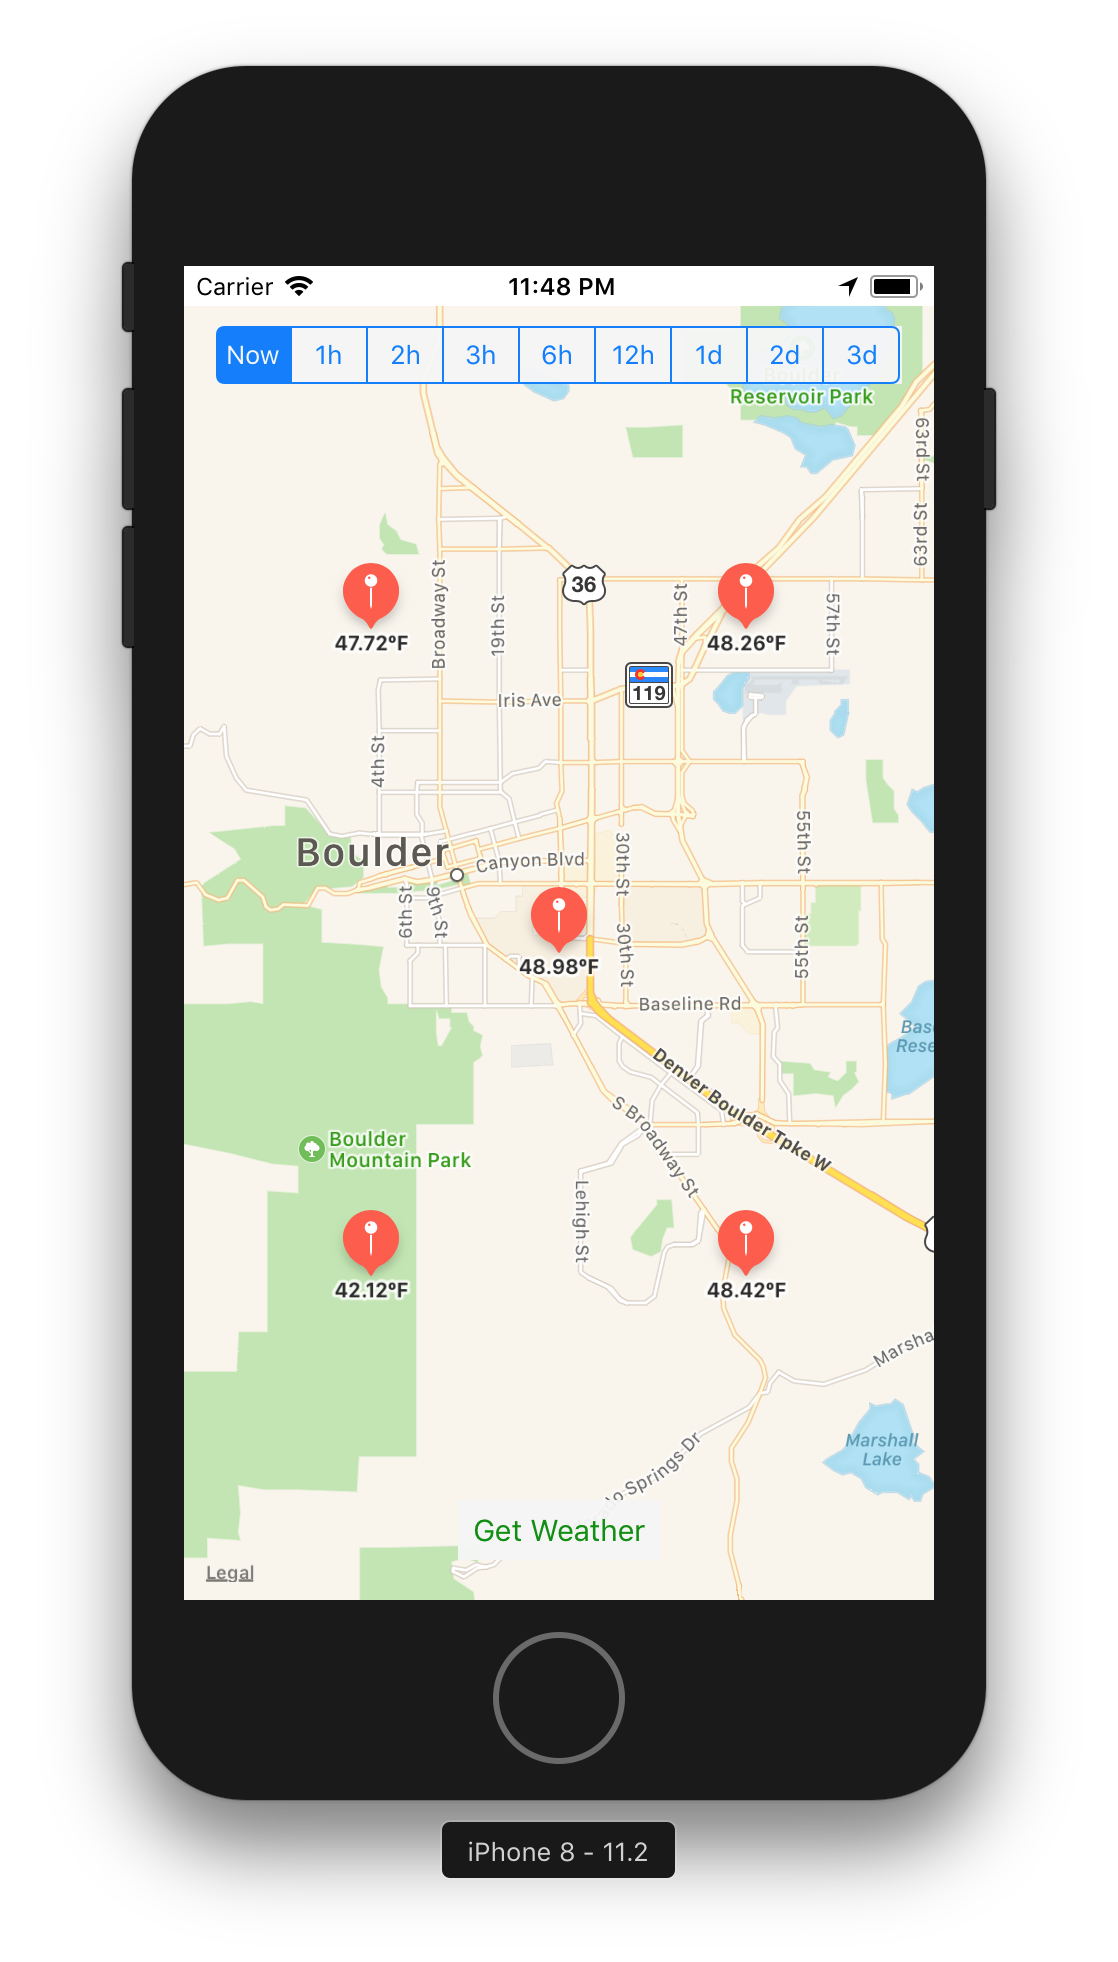 Carrier
11:48 PM
Now
1h
2h
3h
6h
12h
1d
2d
3d
Boulder
Reservoir Park
63rd St
63rd St
36
47.72°F
Broadway St
19th St
47th St
48.26°F
57th St
119
Iris Ave
4th St
Boulder
Canyon Blvd
30th St
55th St
6th St
9th St
48.98°F
30th St
55th St
Baseline Rd
Bas
Rese
Denver Boulder Tpke W
S Broadway St
Boulder
Mountain Park
Lehigh St
42.12°F
48.42°F
Marsha
Marshall
Lake
o Springs Dr
Get Weather
Legal
iPhone 8 - 11.2